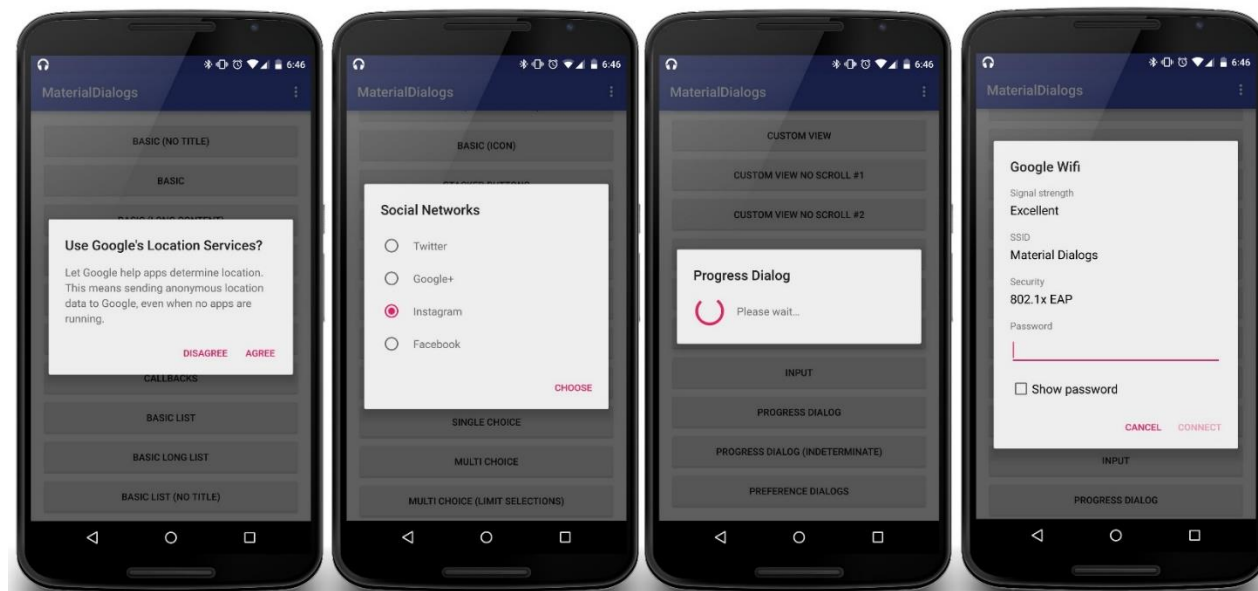 6:46
MaterialDialogs
BASIC (NO TITLE)
BASIC
BASIC (LONG CONTENT)
Use Google's Location Services?
Let Google help apps determine location.
This means sending anonymous location
data to Google, even when no apps are
running.
DISAGREE AGREE
CALLBACKS
BASIC LIST
BASIC LONG LIST
BASIC LIST (NO TITLE)
6:46
MaterialDialogs
BASIC (ICON)
STACKED BUTTONS
Social Networks
Twitter
Google+
Instagram
Facebook
CHOOSE
SINGLE CHOICE
MULTI CHOICE
MULTI CHOICE (LIMIT SELECTIONS)
6:46
MaterialDialogs
CUSTOM VIEW
CUSTOM VIEW NO SCROLL #1
CUSTOM VIEW NO SCROLL #2
Progress Dialog
Please wait...
INPUT
PROGRESS DIALOG
PROGRESS DIALOG (INDETERMINATE)
PREFERENCE DIALOGS
6:46
MaterialDialogs
Google Wifi
Signal strength
Excellent
SSID
Material Dialogs
Security
802.1x EAP
Password
Show password
CANCEL CONNECT
INPUT
PROGRESS DIALOG